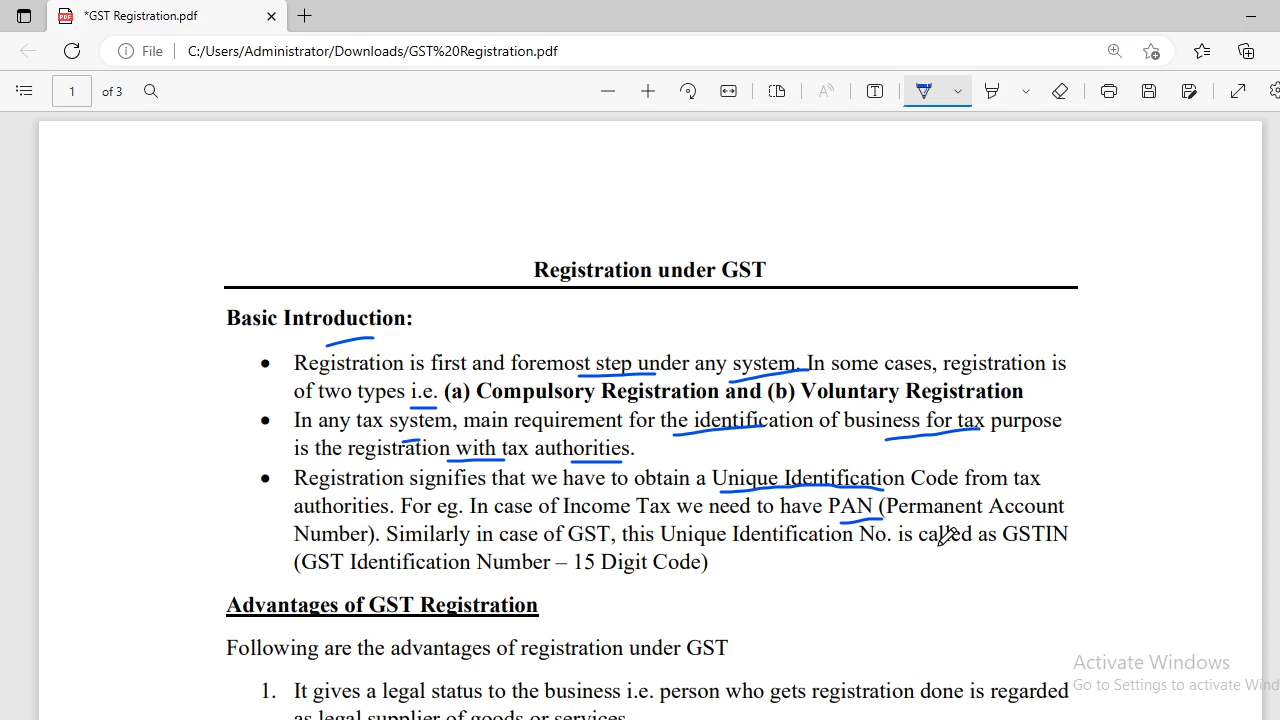 *GST Registration.pdf
File
C:/Users/Administrator/Downloads/GST%20Registration.pdf
1 of 3
Registration under GST
Basic Introduction:
• Registration is first and foremost step under any system. In some cases, registration is
of two types i.e. (a) Compulsory Registration and (b) Voluntary Registration
• In any tax system, main requirement for the identification of business for tax purpose
is the registration with tax authorities.
• Registration signifies that we have to obtain a Unique Identification Code from tax
authorities. For eg. In case of Income Tax we need to have PAN (Permanent Account
Number). Similarly in case of GST, this Unique Identification No. is called as GSTIN
(GST Identification Number – 15 Digit Code)
Advantages of GST Registration
Following are the advantages of registration under GST
1. It gives a legal status to the business i.e. person who gets registration done is regarded
as legal supplier of goods or services.
Activate Windows
Go to Settings to activate Wind